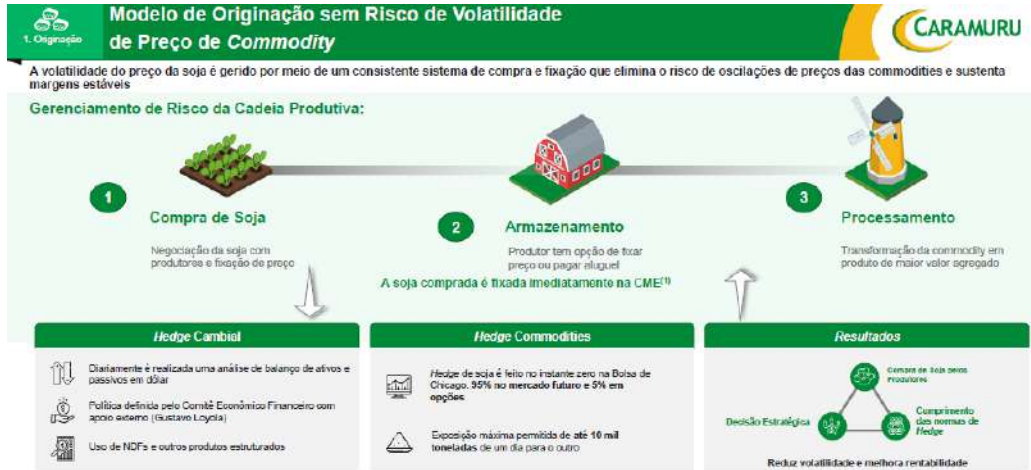 1. Originação
Modelo de Originação sem Risco de Volatilidade
de Preço de Commodity
CARAMURU
A volatilidade do preço da soja é gerido por meio de um consistente sistema de compra e fixação que elimina o risco de oscilações de preços das commodities e sustenta
margens estáveis
Gerenciamento de Risco da Cadeia Produtiva:
1
Compra de Soja
Negociação da soja com
produtores e fixação de preço
2
Armazenamento
Produtor tem opção de fixar
preço ou pagar aluguel
A soja comprada é fixada imediatamente na CME(1)
3
Processamento
Transformação da commodity em
produto de maior valor agregado
Hedge Cambial
Diariamente é realizada uma análise de balanço de ativos e
passivos em dólar
Política definida pelo Comitê Econômico Financeiro com
apoio externo (Gustavo Loyola)
Uso de NDFs e outros produtos estruturados
Hedge Commodities
Hedge de soja é feito no instante zero na Bolsa de
Chicago. 95% no mercado futuro e 5% em
opções
Exposição máxima permitida de até 10 mil
toneladas de um dia para o outro
Resultados
Compra de Soja pelos
Produtores
Decisão Estratégica
Cumprimento
das normas de
Hedge
Reduz volatilidade e melhora rentabilidade